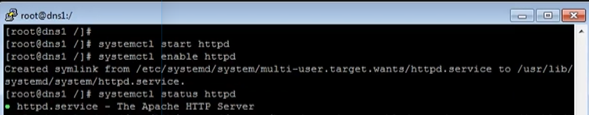 root@dns1:/
[root@dns1 /]#
[root@dns1 /]# systemctl start httpd
[root@dns1 /]# systemctl enable httpd
Created symlink from /etc/systemd/system/multi-user.target.wants/httpd.service to /usr/lib/
systemd/system/httpd.service.
[root@dns1 /]# systemctl status httpd
● httpd.service - The Apache HTTP Server